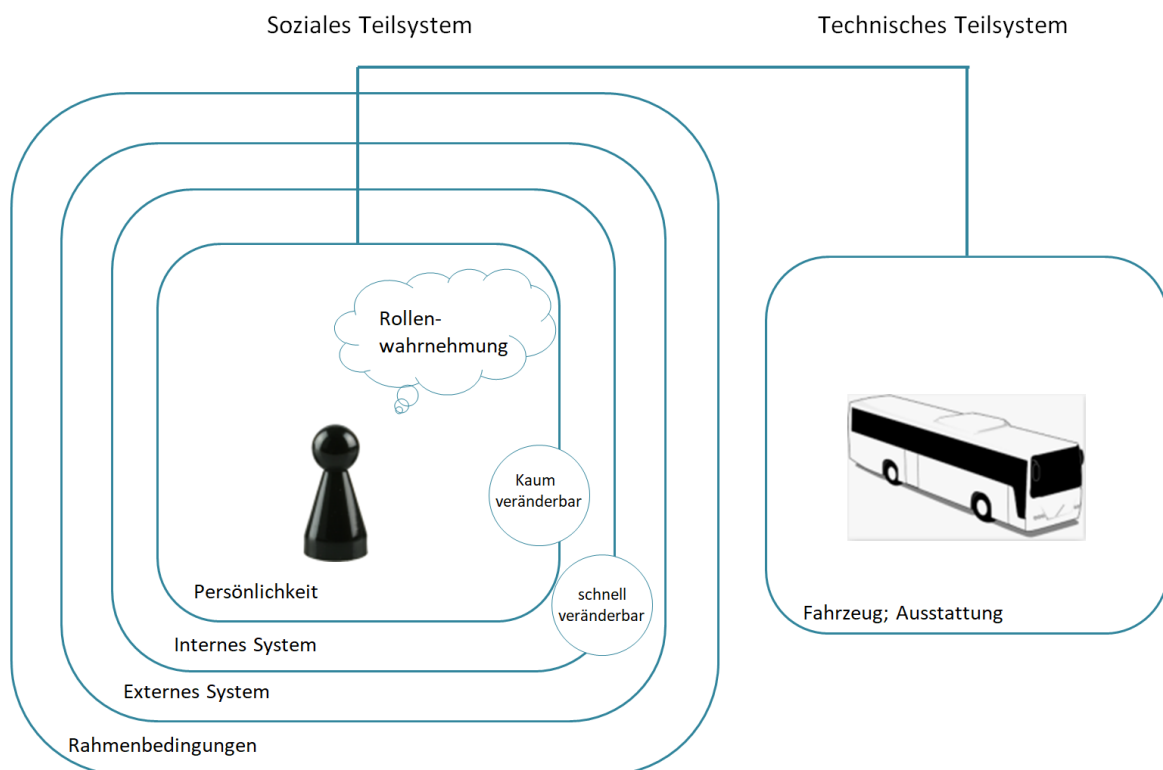 Soziales Teilsystem
Technisches Teilsystem
Rollen-
wahrnehmung
Kaum
veränderbar
schnell
veränderbar
Persönlichkeit
Internes System
Externes System
Rahmenbedingungen
Fahrzeug; Ausstattung